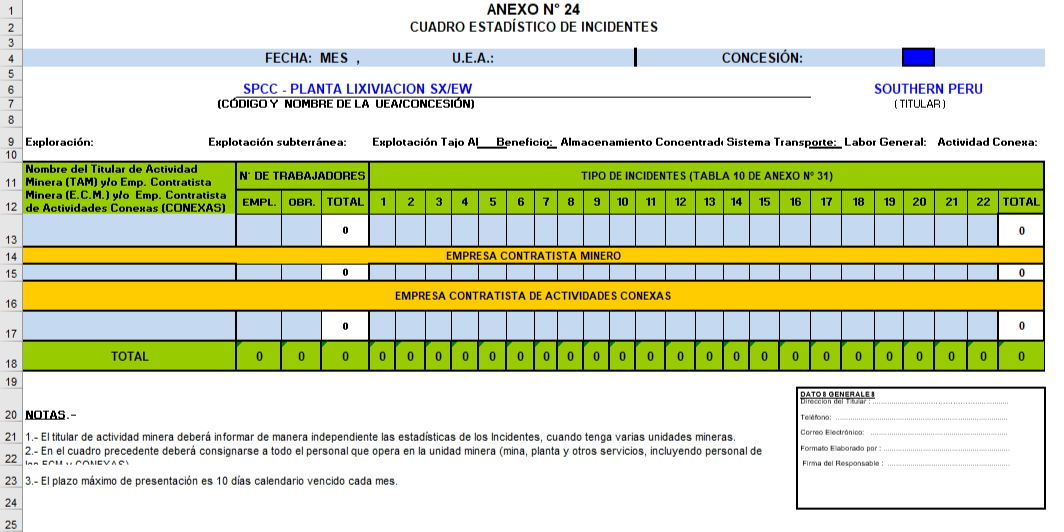 1 ANEXO N° 24
2 CUADRO ESTADÍSTICO DE INCIDENTES
3
4 FECHA: MES , U.E.A.: CONCESIÓN:
5
6 SPCC - PLANTA LIXIVIACION SX/EW SOUTHERN PERU
7 (CÓDIGO Y NOMBRE DE LA UEA/CONCESIÓN) (TITULAR)
8
9 Exploración: Explotación subterránea: Explotación Tajo Al Beneficio: Almacenamiento Concentrad Sistema Transporte: Labor General: Actividad Conexa:
10
11 Nombre del Titular de Actividad
Minera (TAM) y/o Emp. Contratista
Minera (E.C.M.) y/o Emp. Contratista
de Actividades Conexas (CONEXAS)
N° DE TRABAJADORES TIPO DE INCIDENTES (TABLA 10 DE ANEXO Nº 31)
12 EMPL. OBR. TOTAL 1 2 3 4 5 6 7 8 9 10 11 12 13 14 15 16 17 18 19 20 21 22 TOTAL
13 0 0
14 EMPRESA CONTRATISTA MINERO
15 0 0
16 EMPRESA CONTRATISTA DE ACTIVIDADES CONEXAS
17 0 0
18 TOTAL 0 0 0 0 0 0 0 0 0 0 0 0 0 0 0 0 0 0 0 0 0 0 0 0 0 0
19
20 NOTAS.-
21 1.- El titular de actividad minera deberá informar de manera independiente las estadísticas de los Incidentes, cuando tenga varias unidades mineras.
22 2.- En el cuadro precedente deberá consignarse a todo el personal que opera en la unidad minera (mina, planta y otros servicios, incluyendo personal de
las ECM y CONEXAS)
23 3.- El plazo máximo de presentación es 10 días calendario vencido cada mes.
24
25
DATOS GENERALES
Dirección del Titular :
Teléfono:
Correo Electrónico:
Formato Elaborado por :
Firma del Responsable :